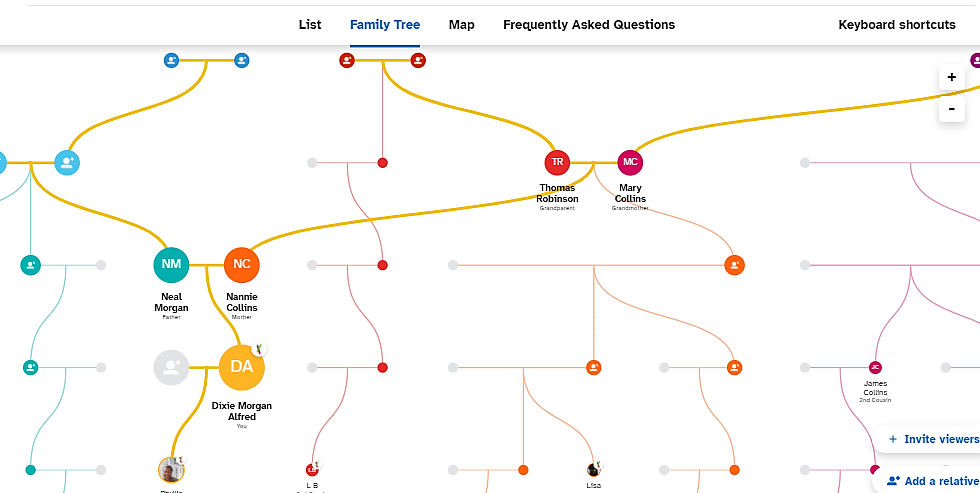 List Family Tree Map Frequently Asked Questions Keyboard shortcuts
+
-
TR MC
Thomas Robinson
Grandparent
Mary Collins
Grandmother
NM NC
Neal Morgan
Father
Nannie Collins
Mother
DA
Dixie Morgan Alfred
You
JC
James Collins
2nd Cousin
L B
Lisa
+ Invite viewers
Add a relative